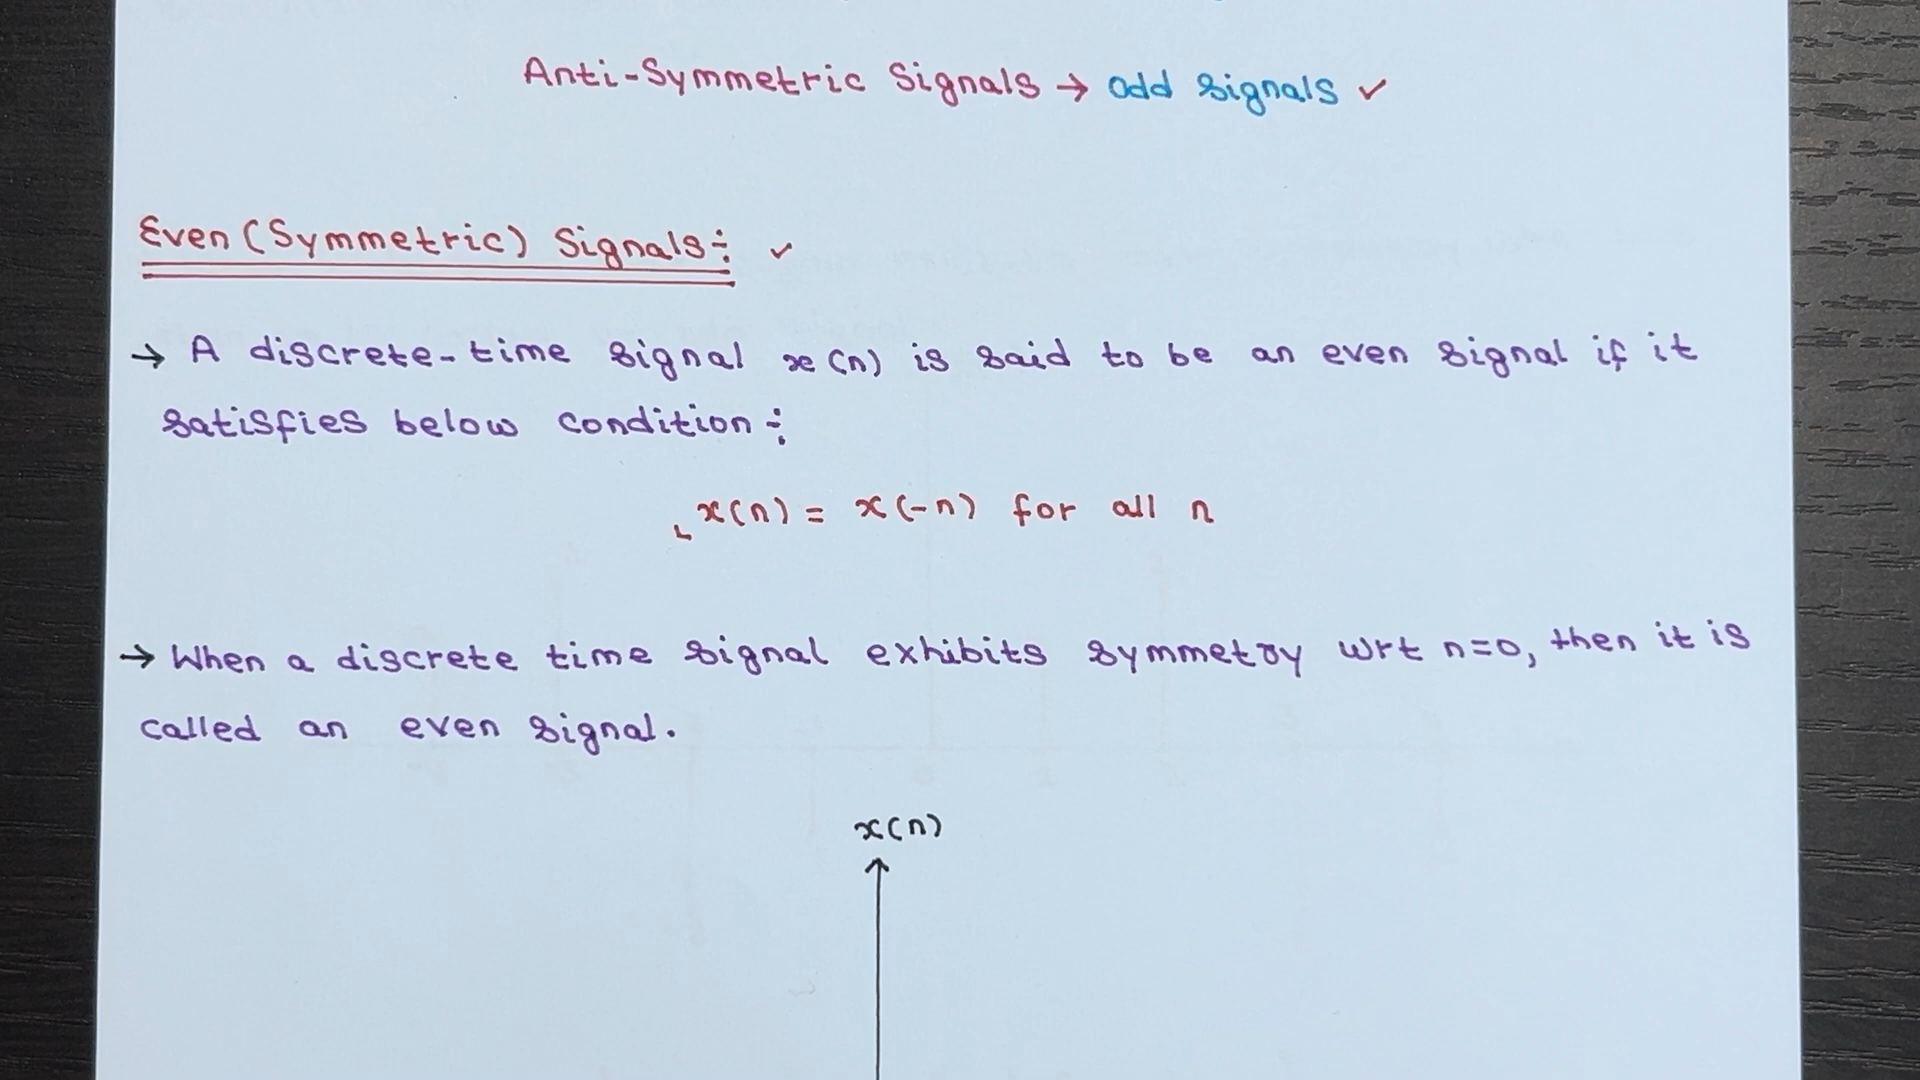 Anti-Symmetric Signals → odd signals ✓
Even (Symmetric) Signals÷ ✓
→ A discrete-time signal x(n) is said to be an even signal if it
satisfies below condition÷
x(n) = x(-n) for all n
→ When a discrete time signal exhibits symmetry wrt n=0, then it is
called an even signal.
x(n)